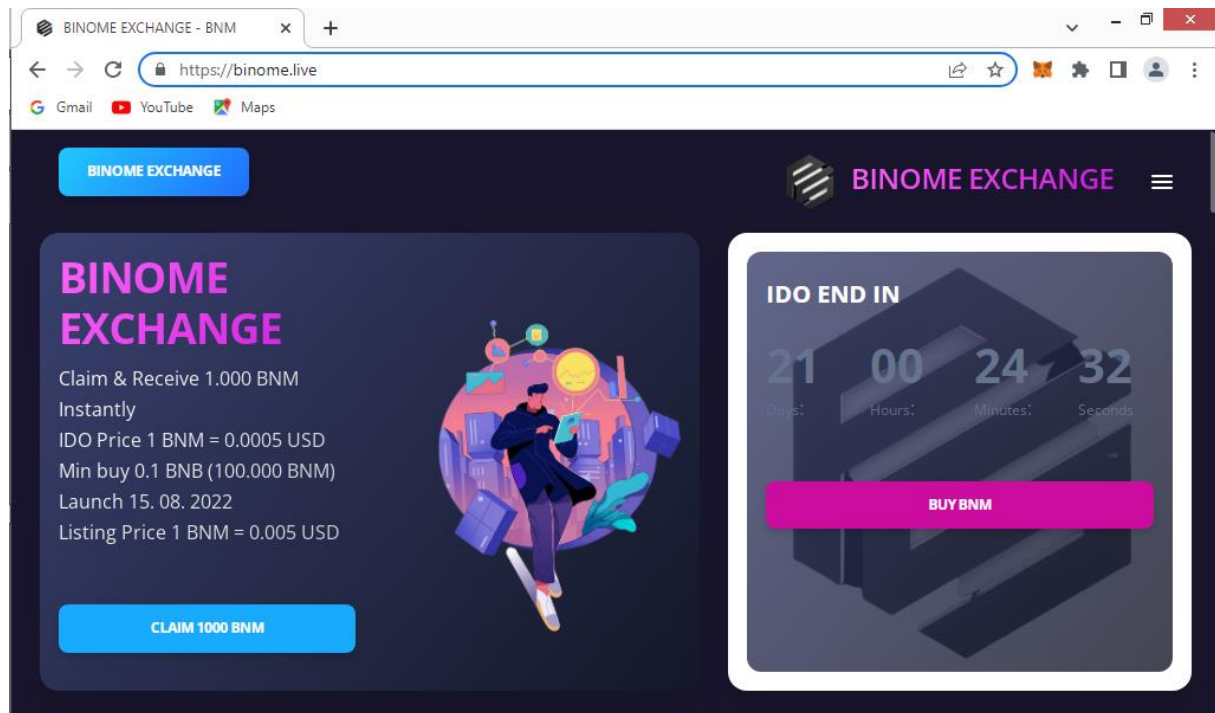 BINOME EXCHANGE - BNM
https://binome.live
Gmail YouTube Maps
BINOME EXCHANGE
BINOME EXCHANGE
BINOME
EXCHANGE
Claim & Receive 1.000 BNM
Instantly
IDO Price 1 BNM = 0.0005 USD
Min buy 0.1 BNB (100.000 BNM)
Launch 15. 08. 2022
Listing Price 1 BNM = 0.005 USD
CLAIM 1000 BNM
IDO END IN
21 00 24 32
Days: Hours: Minutes: Seconds
BUY BNM